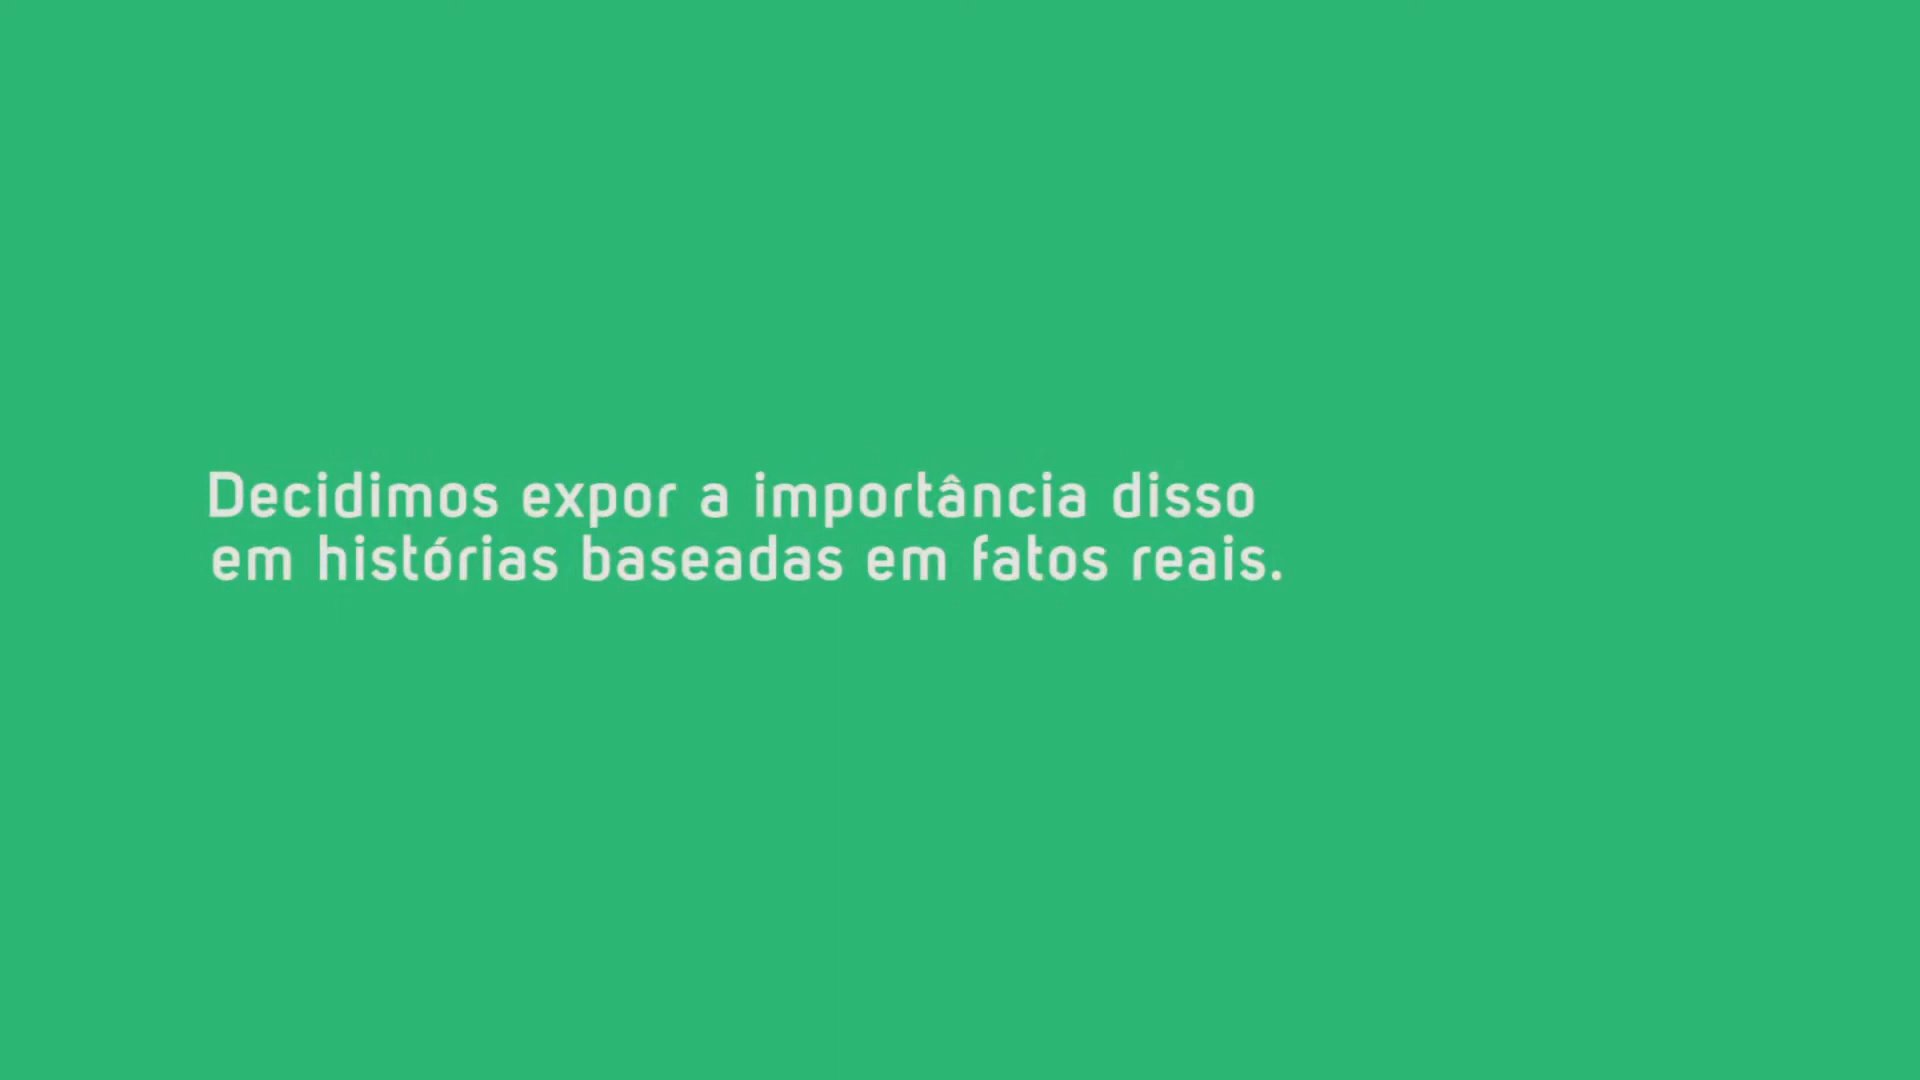 Decidimos expor a importância disso
em histórias baseadas em fatos reais.